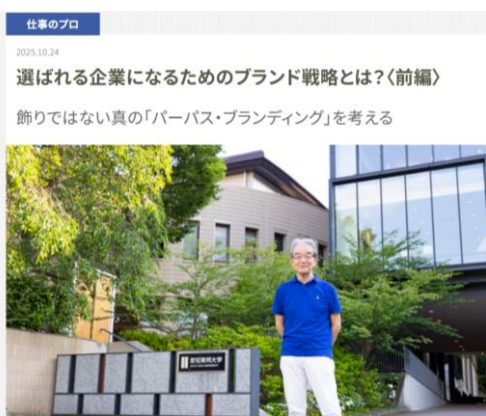 仕事のプロ
2025.10.24
選ばれる企業になるためのブランド戦略とは？〈前編〉
飾りではない真の「パーパス・ブランディング」を考える
愛知東邦大学